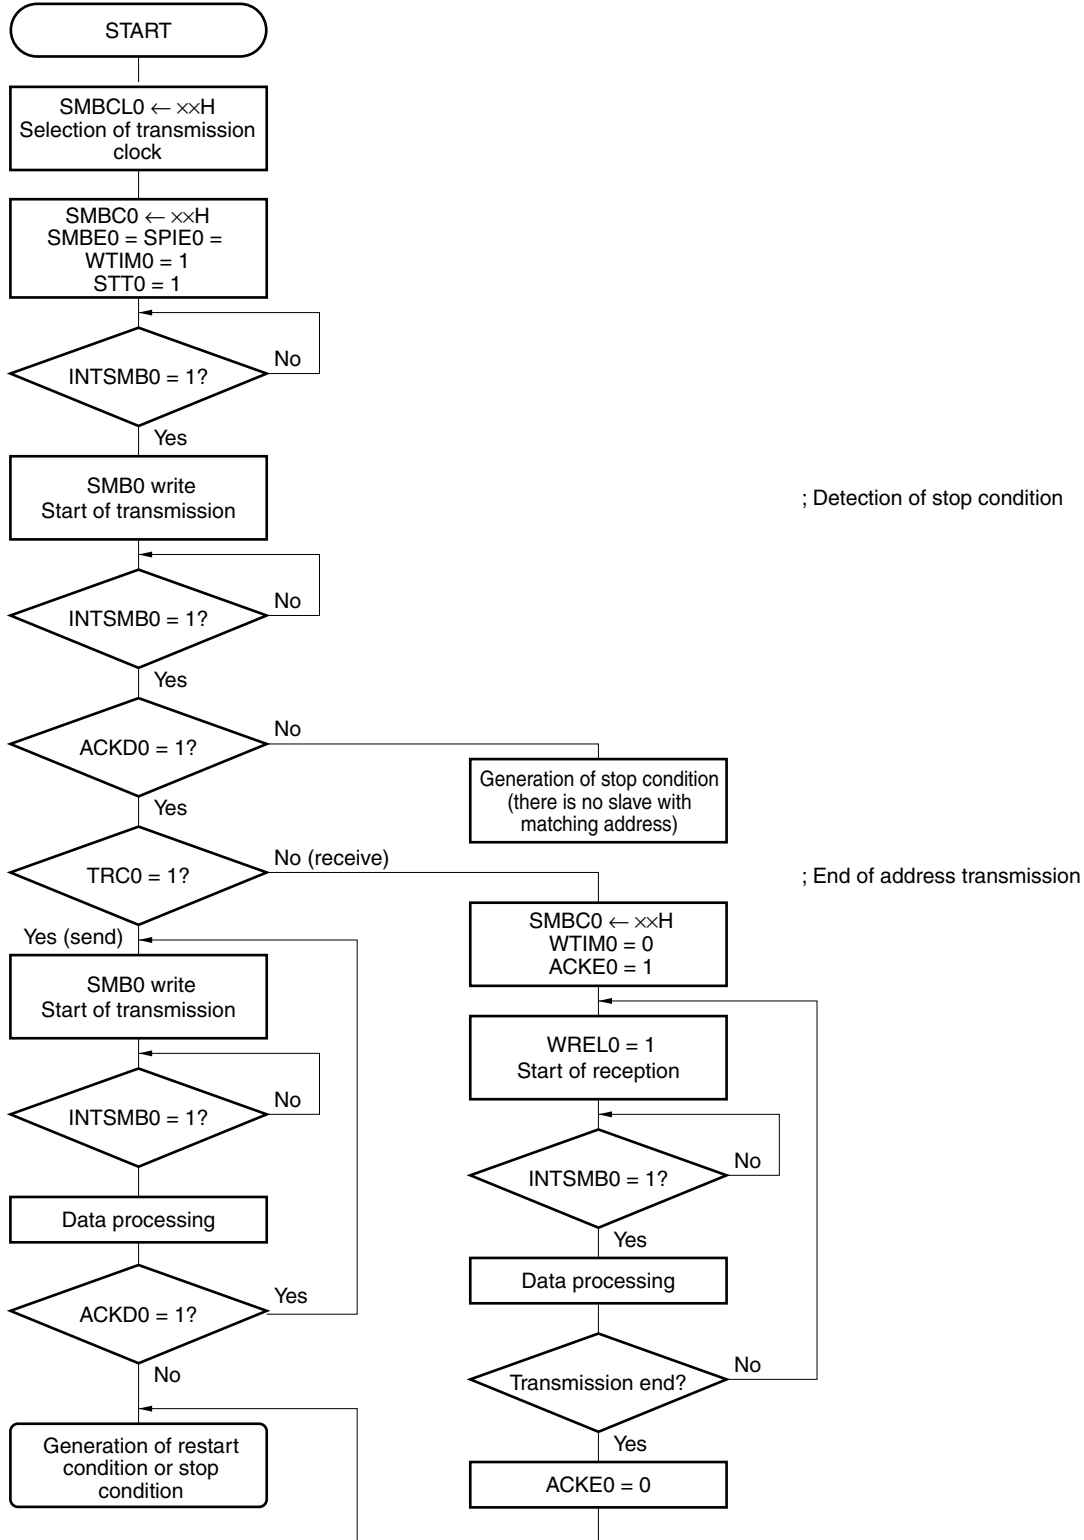 START
SMBCL0 ← ××H
Selection of transmission
clock
SMBC0 ← ××H
SMBE0 = SPIE0 =
WTIM0 = 1
STT0 = 1
No
INTSMB0 = 1?
Yes
SMB0 write
Start of transmission
; Detection of stop condition
No
INTSMB0 = 1?
Yes
No
ACKD0 = 1?
Generation of stop condition
(there is no slave with
matching address)
Yes
No (receive)
TRC0 = 1?
; End of address transmission
SMBC0 ← ××H
WTIM0 = 0
ACKE0 = 1
Yes (send)
SMB0 write
Start of transmission
WREL0 = 1
Start of reception
No
INTSMB0 = 1?
No
INTSMB0 = 1?
Yes
Data processing
Data processing
Yes
ACKD0 = 1?
No
No
Transmission end?
Yes
Generation of restart
condition or stop
condition
ACKE0 = 0